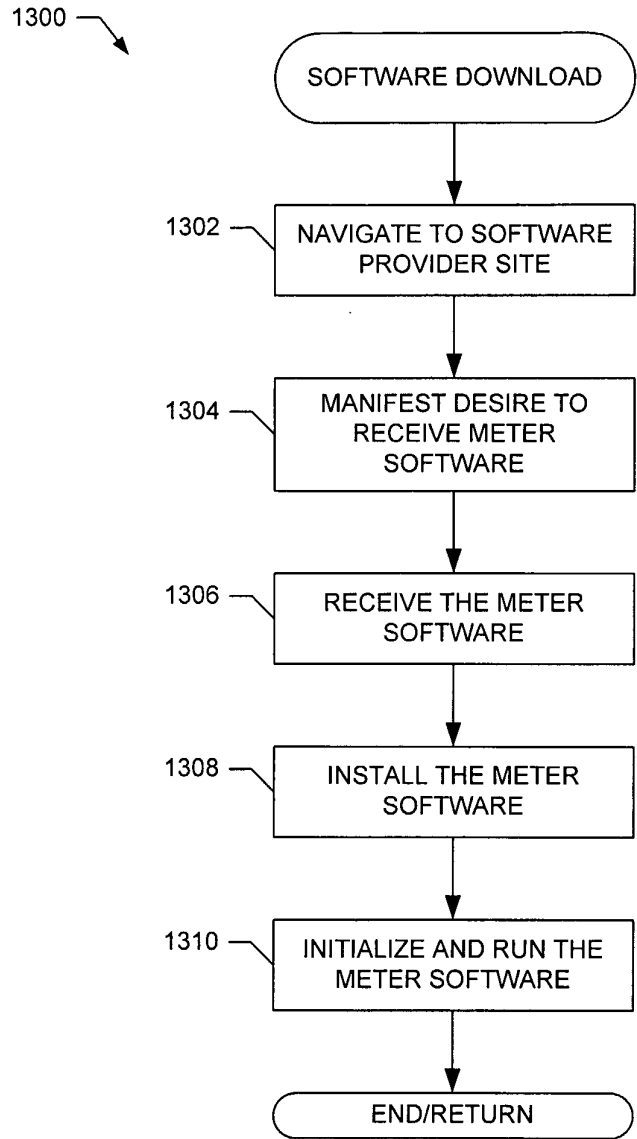 1300
SOFTWARE DOWNLOAD
1302
NAVIGATE TO SOFTWARE
PROVIDER SITE
1304
MANIFEST DESIRE TO
RECEIVE METER
SOFTWARE
1306
RECEIVE THE METER
SOFTWARE
1308
INSTALL THE METER
SOFTWARE
1310
INITIALIZE AND RUN THE
METER SOFTWARE
END/RETURN